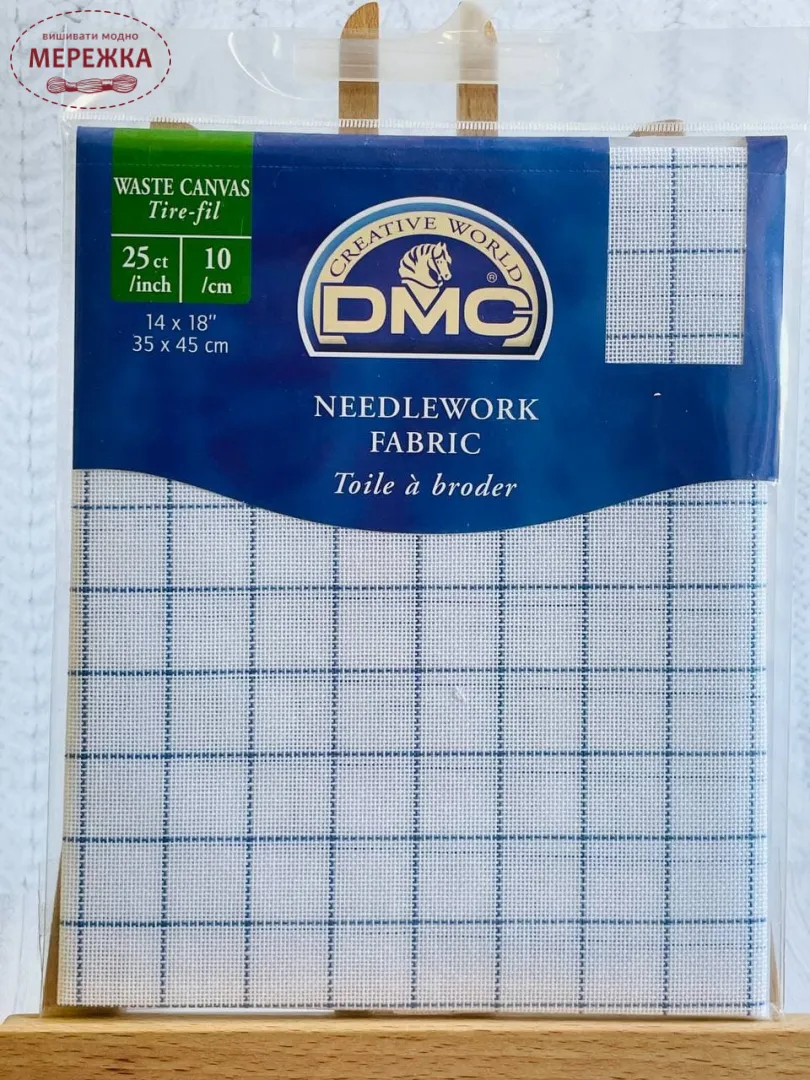 вишивати модно
МЕРЕЖКА
WASTE CANVAS
Tire-fil
25 ct
/inch
10
/cm
14 x 18"
35 x 45 cm
CREATIVE WORLD
DMC®
NEEDLEWORK
FABRIC
Toile à broder